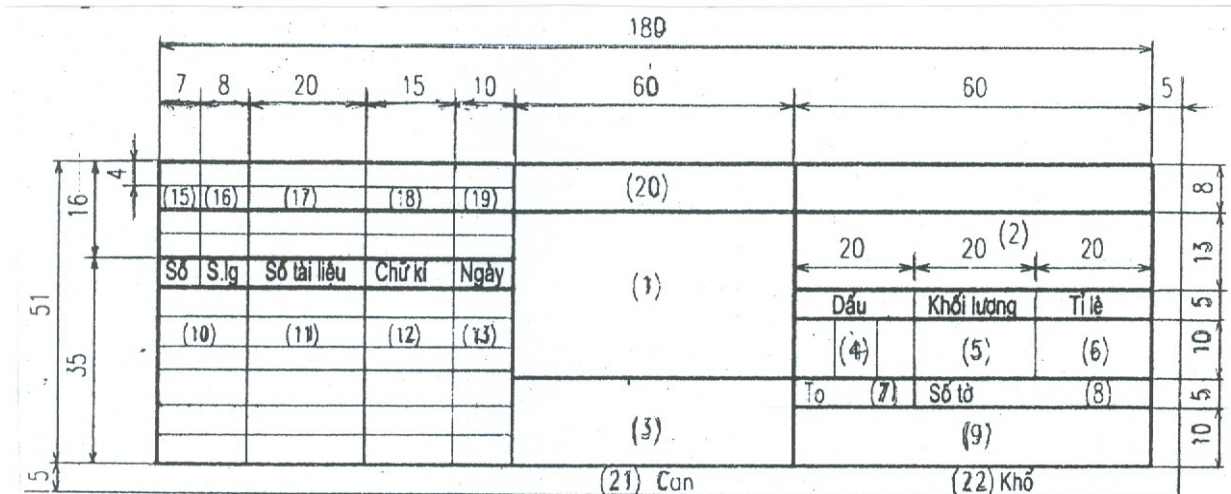 180
7 8 20 15 10 60 60 5
4
16
(15) (16) (17) (18) (19) (20) 8
20 20 (2) 20 13
Số S.lg Số tài liệu Chữ kí Ngày (1)
51
Dấu Khối lượng Tỉ lệ 5
(10) (11) (12) (13) (4) (5) (6) 10
35
To (7) Số tờ (8) 5
(3) (9) 10
5 (21) Can (22) Khổ